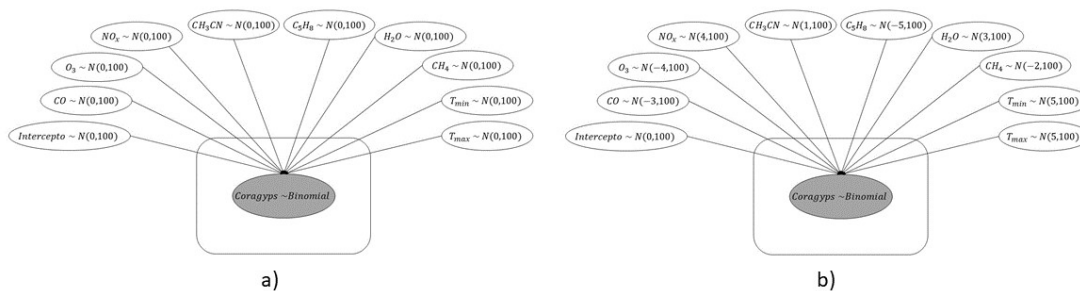 CH₃CN ~ N(0,100)
C₅H₈ ~ N(0,100)
NOₓ ~ N(0,100)
H₂O ~ N(0,100)
O₃ ~ N(0,100)
CH₄ ~ N(0,100)
CO ~ N(0,100)
Tₘᵢₙ ~ N(0,100)
Intercepto ~ N(0,100)
Tₘₐₓ ~ N(0,100)
Coragyps ~Binomial
a)
CH₃CN ~ N(1,100)
C₅H₈ ~ N(−5,100)
NOₓ ~ N(4,100)
H₂O ~ N(3,100)
O₃ ~ N(−4,100)
CH₄ ~ N(−2,100)
CO ~ N(−3,100)
Tₘᵢₙ ~ N(5,100)
Intercepto ~ N(0,100)
Tₘₐₓ ~ N(5,100)
Coragyps ~Binomial
b)